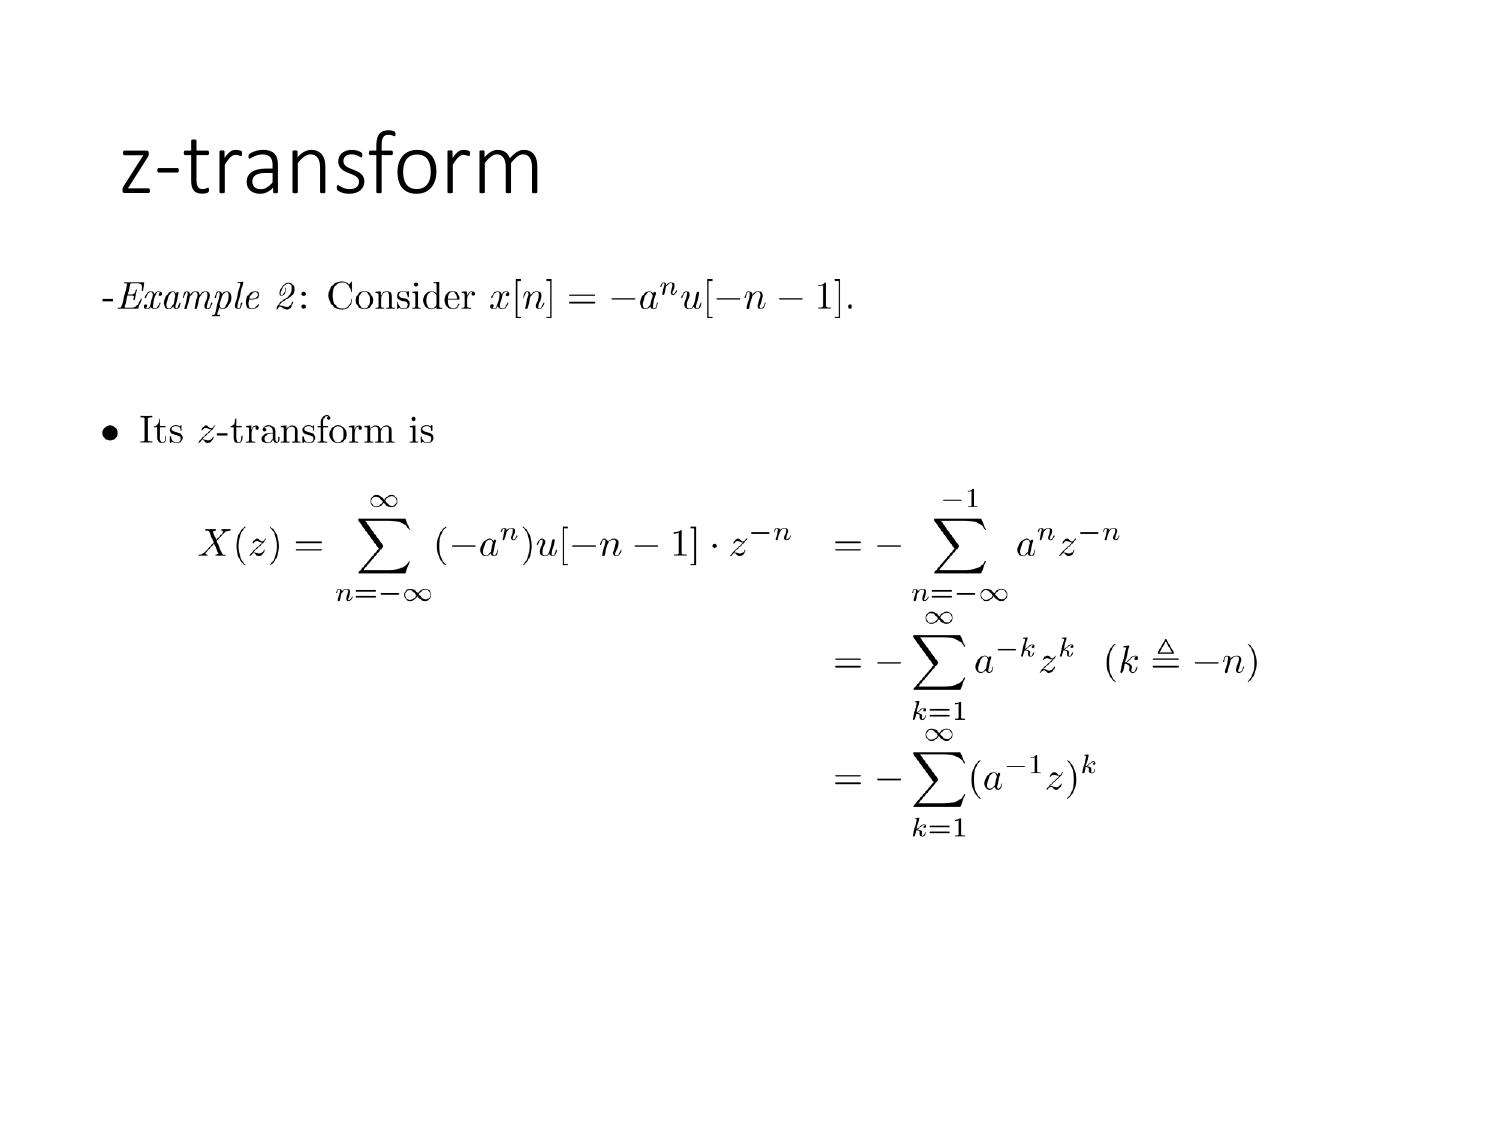 z-transform
-Example 2: Consider $x[n] = -a^n u[-n-1]$.
• Its $z$-transform is
$X(z) = \sum_{n=-\infty}^{\infty} (-a^n)u[-n-1] \cdot z^{-n} = -\sum_{n=-\infty}^{-1} a^n z^{-n}$
$= -\sum_{k=1}^{\infty} a^{-k} z^k \quad (k \triangleq -n)$
$= -\sum_{k=1}^{\infty} (a^{-1}z)^k$